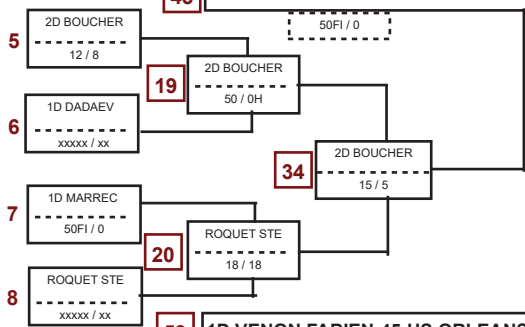 50FI / 0
5
2D BOUCHER
12 / 8
19
2D BOUCHER
50 / 0H
6
1D DADAEV
xxxxx / xx
34
2D BOUCHER
15 / 5
7
1D MARREC
50FI / 0
20
ROQUET STE
18 / 18
8
ROQUET STE
xxxxx / xx
1D VENON FABIEN 45 US ORLEANS